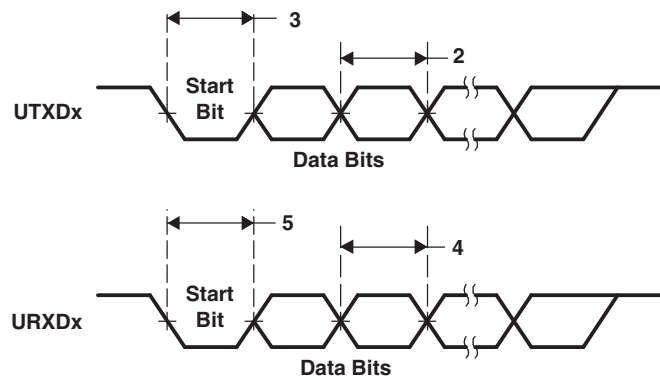 3
2
Start
Bit
UTXDx
Data Bits
5
4
Start
Bit
URXDx
Data Bits